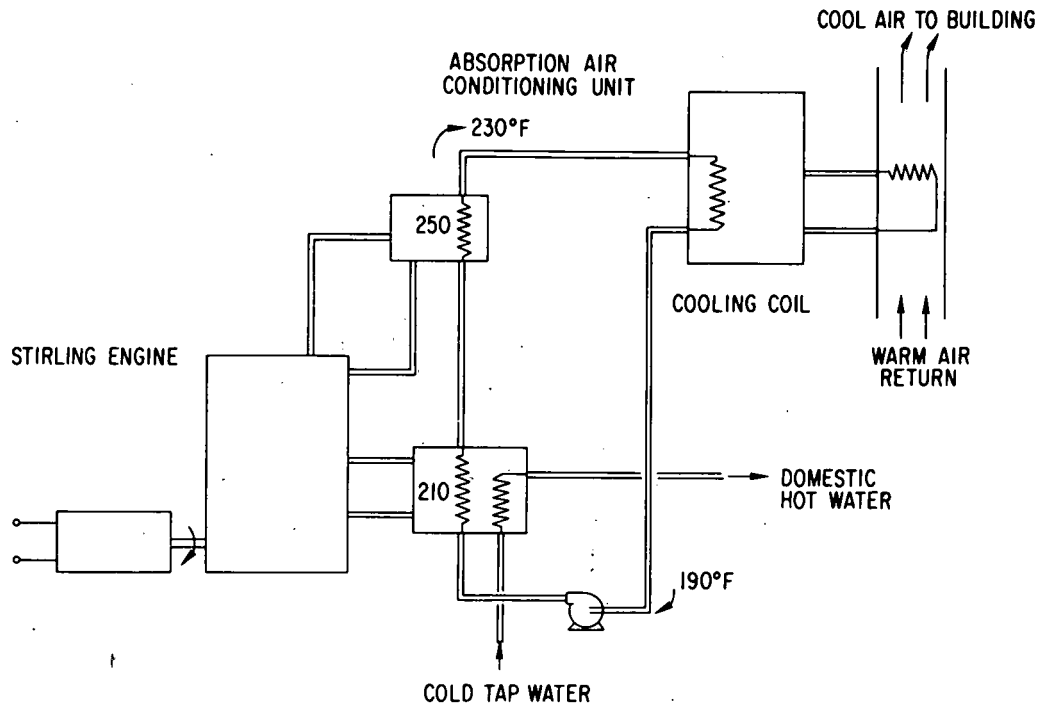 COOL AIR TO BUILDING
ABSORPTION AIR
CONDITIONING UNIT
230°F
250
COOLING COIL
STIRLING ENGINE
WARM AIR
RETURN
210
DOMESTIC
HOT WATER
190°F
COLD TAP WATER